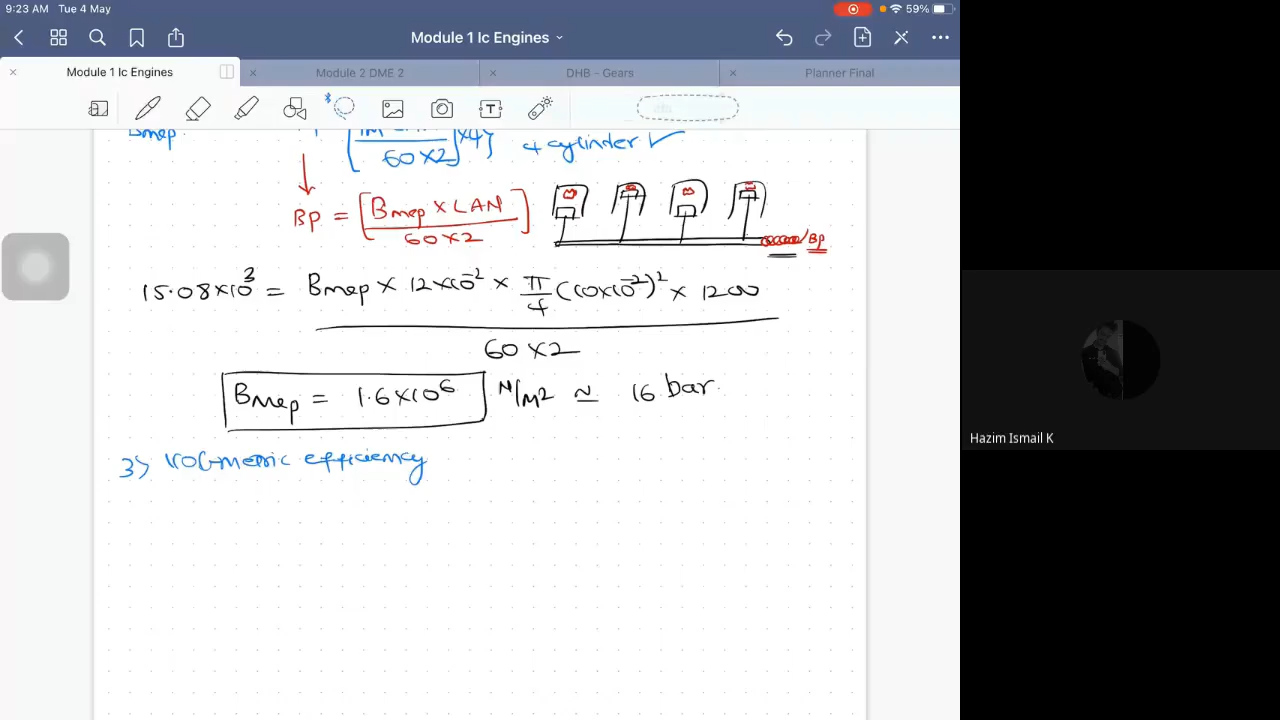 9:23 AM Tue 4 May
59%
Module 1 Ic Engines
Module 1 Ic Engines
Module 2 DME 2
DHB - Gears
Planner Final
T
Bmep
60×2
×4
4 cylinder ✓
BP = [Bmep × LAN]
60×2
BP
15.08×10³ = Bmep × 12×10⁻² × π/4 (10×10⁻²)² × 1200
60×2
Bmep = 1.6×10⁶ N/m2 ≈ 16 bar.
3) Volmetric efficiency
Hazim Ismail K